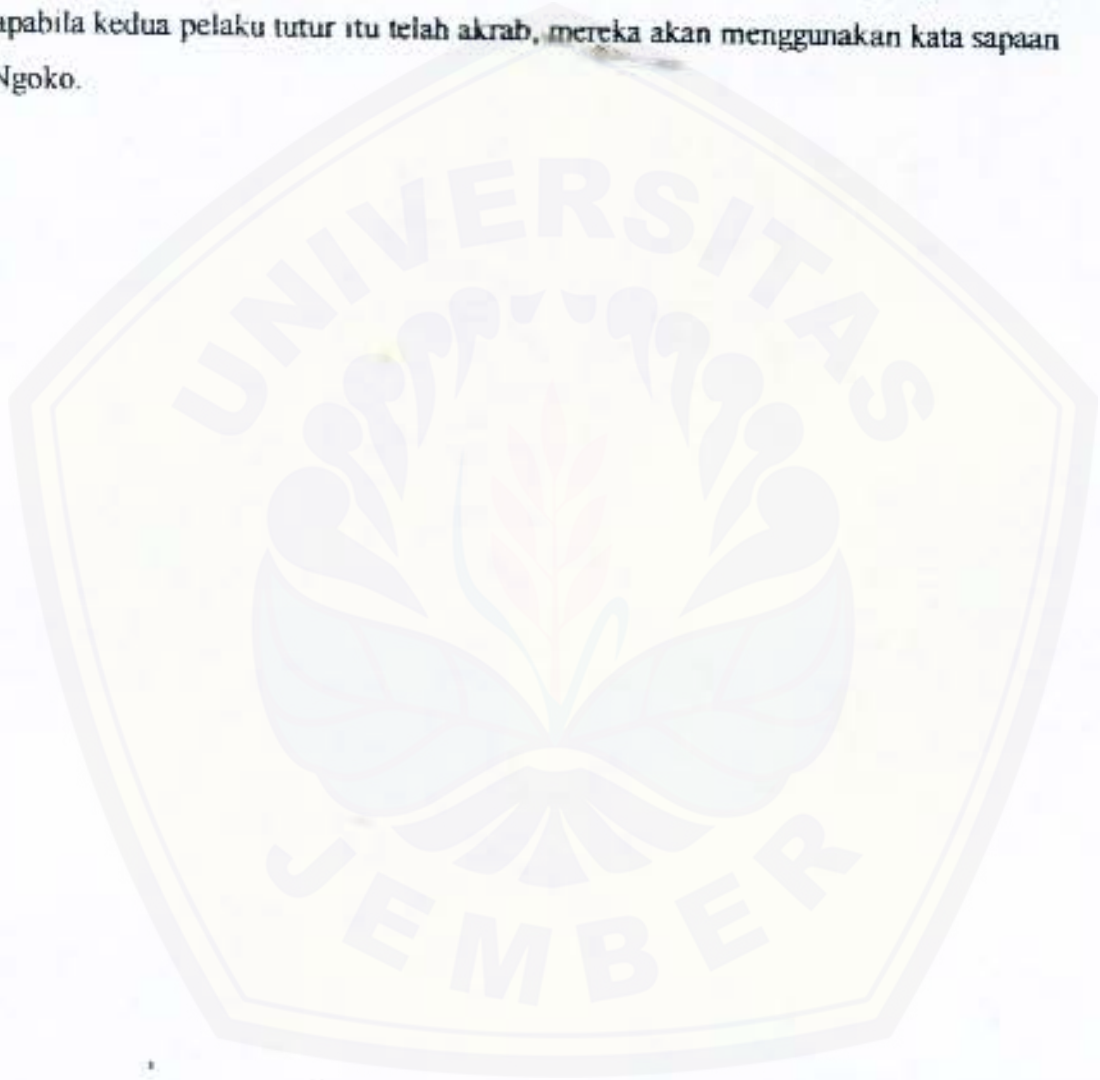 apabila kedua pelaku tutur itu telah akrab, mereka akan menggunakan kata sapaan
Ngoko.
UNIVERSITAS
JEMBER